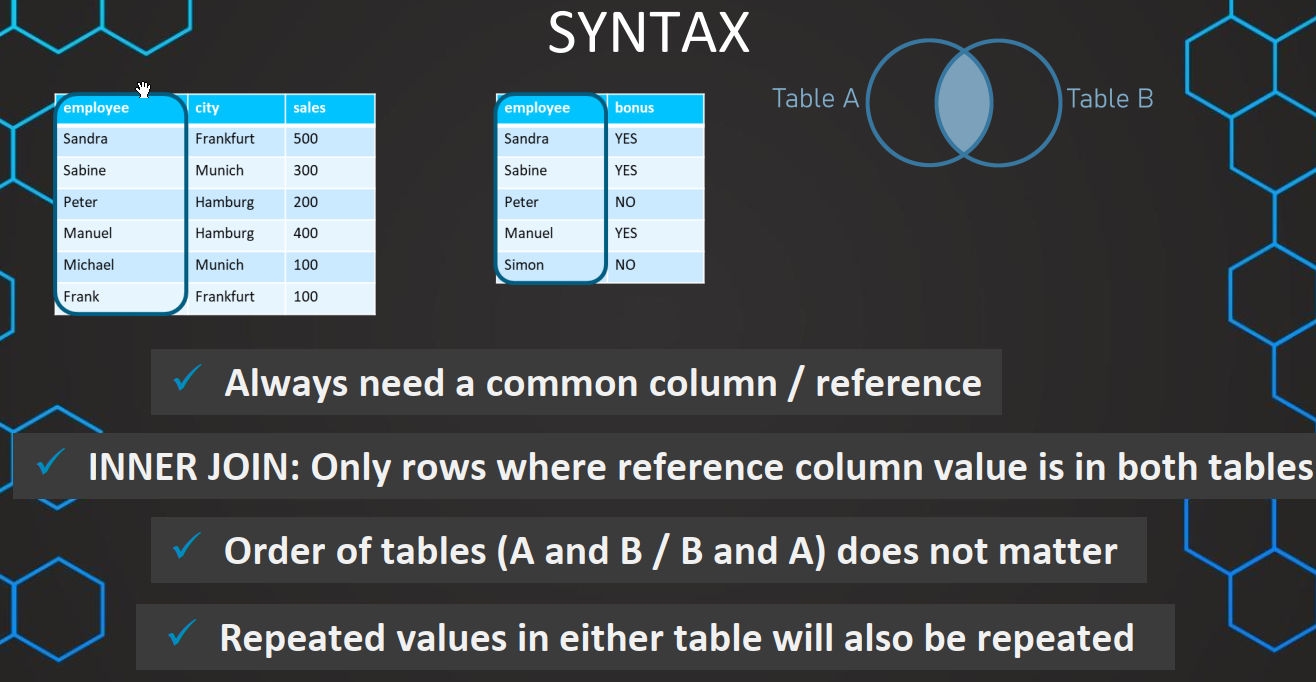 SYNTAX
employee city sales
Sandra Frankfurt 500
Sabine Munich 300
Peter Hamburg 200
Manuel Hamburg 400
Michael Munich 100
Frank Frankfurt 100
employee bonus
Sandra YES
Sabine YES
Peter NO
Manuel YES
Simon NO
Table A
Table B
✓ Always need a common column / reference
✓ INNER JOIN: Only rows where reference column value is in both tables
✓ Order of tables (A and B / B and A) does not matter
✓ Repeated values in either table will also be repeated